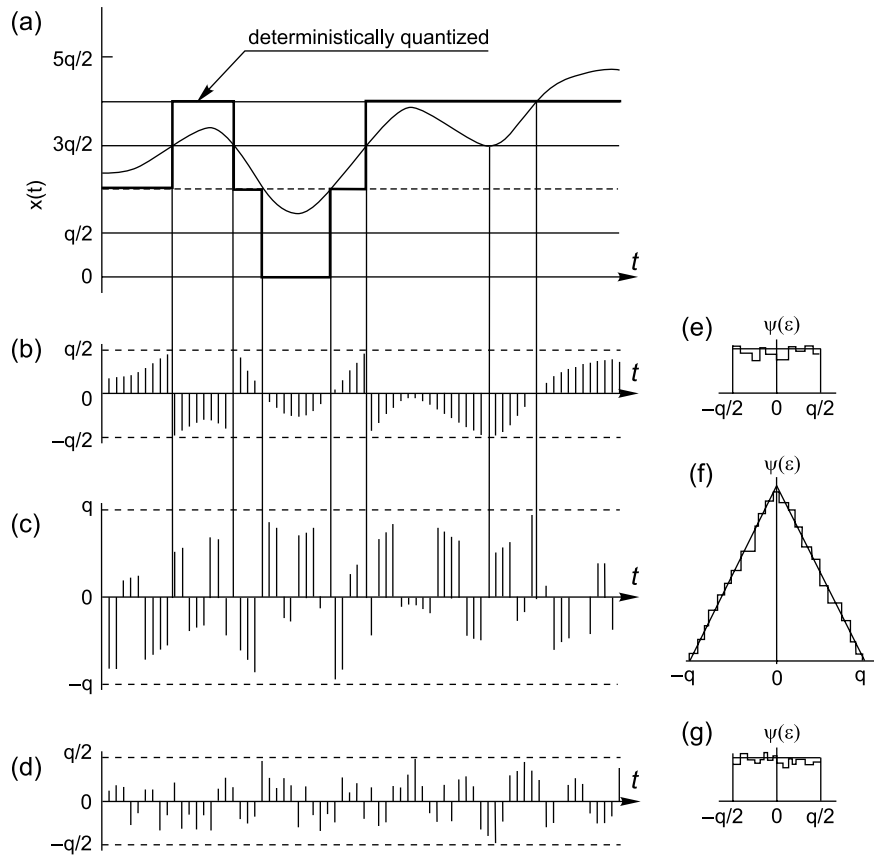 (a)
deterministically quantized
5q/2
3q/2
x(t)
q/2
0
t
(b)
q/2
0
–q/2
t
(e)
ψ(ε)
–q/2
0
q/2
(c)
q
0
–q
t
(f)
ψ(ε)
–q
0
q
(d)
q/2
0
–q/2
t
(g)
ψ(ε)
–q/2
0
q/2